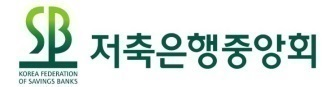 SB
KOREA FEDERATION
OF SAVINGS BANKS
저축은행중앙회